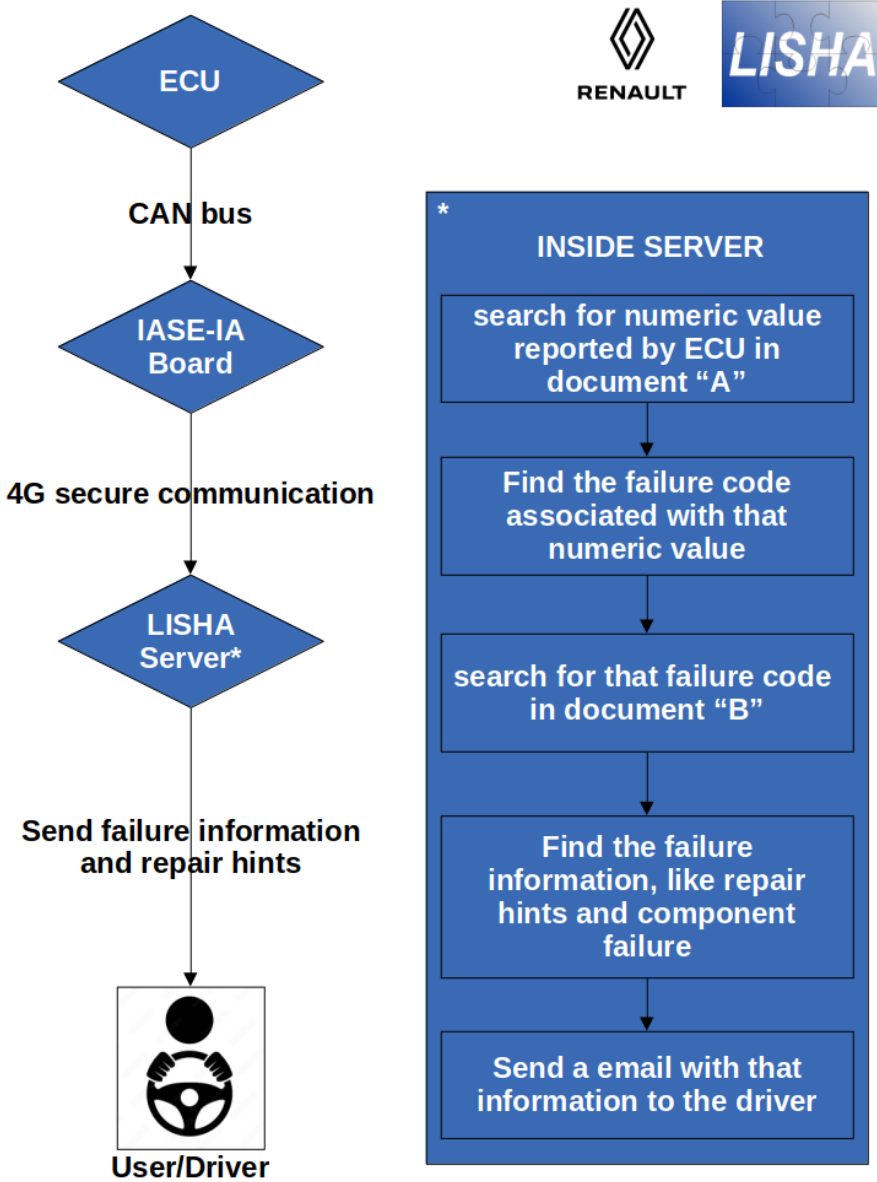 ECU
CAN bus
IASE-IA
Board
4G secure communication
LISHA
Server*
Send failure information
and repair hints
User/Driver
RENAULT
LISHA
*
INSIDE SERVER
search for numeric value
reported by ECU in
document “A”
Find the failure code
associated with that
numeric value
search for that failure code
in document “B”
Find the failure
information, like repair
hints and component
failure
Send a email with that
information to the driver